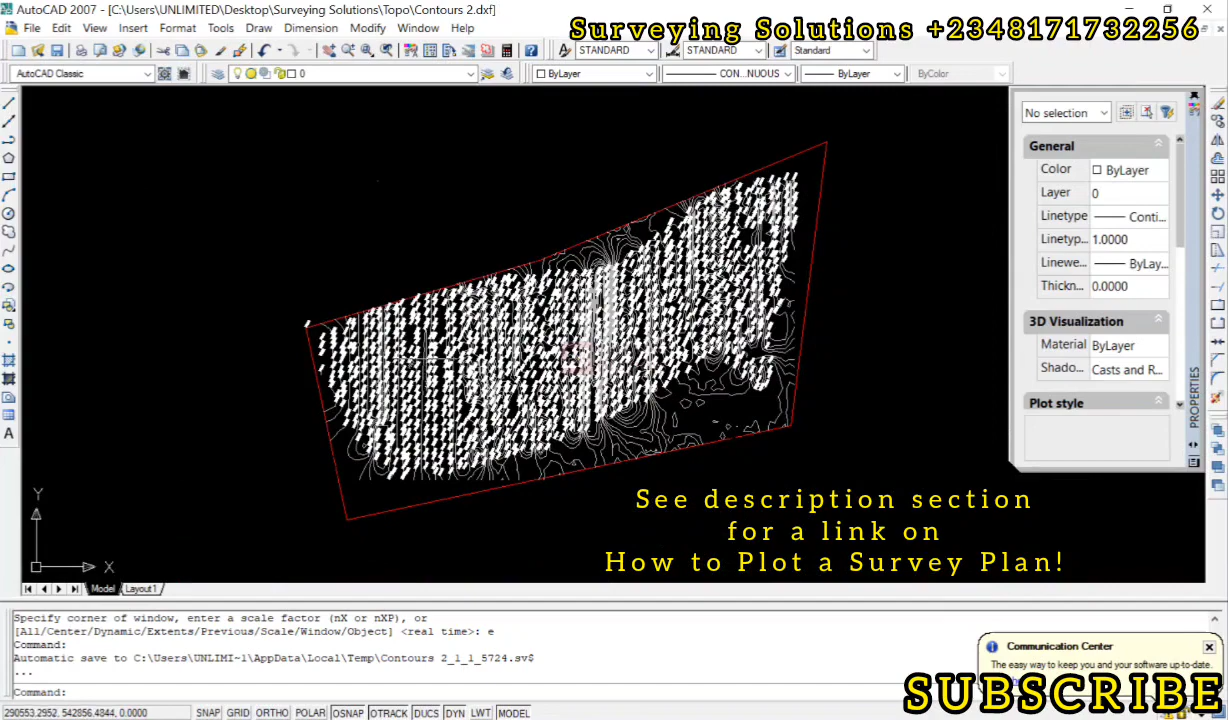 AutoCAD 2007 - [C:\Users\UNLIMITED\Desktop\Surveying Solutions\Topo\Contours 2.dxf]
Surveying Solutions +2348171732256
File Edit View Insert Format Tools Draw Dimension Modify Window Help
STANDARD STANDARD Standard
AutoCAD Classic 0 ByLayer CON...NUOUS ByLayer ByColor
No selection
General
Color ByLayer
Layer 0
Linetype Conti...
Linetyp... 1.0000
Linewe... ByLay...
Thickn... 0.0000
3D Visualization
Material ByLayer
Shado... Casts and R...
Plot style
PROPERTIES
Y
X
See description section
for a link on
How to Plot a Survey Plan!
Model Layout1
Specify corner of window, enter a scale factor (nX or nXP), or
[All/Center/Dynamic/Extents/Previous/Scale/Window/Object] <real time>: e
Command:
Automatic save to C:\Users\UNLIMI~1\AppData\Local\Temp\Contours 2_1_1_5724.sv$
...
Command:
Communication Center
The easy way to keep you and your software up-to-date.
SUBSCRIBE
290553.2952, 542856.4844, 0.0000 SNAP GRID ORTHO POLAR OSNAP OTRACK DUCS DYN LWT MODEL